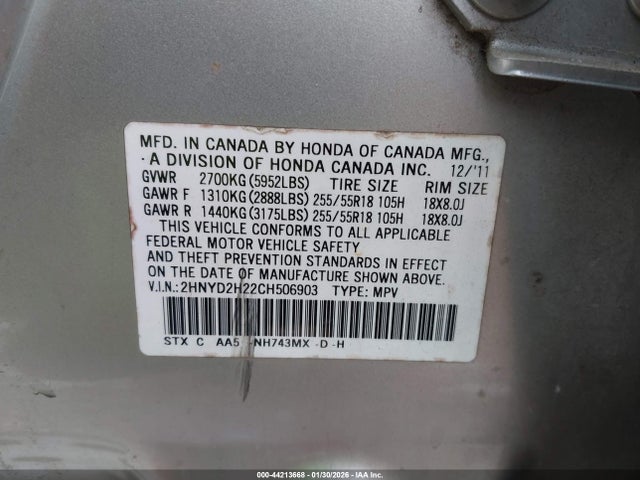 MFD. IN CANADA BY HONDA OF CANADA MFG.,
A DIVISION OF HONDA CANADA INC. 12/'11
GVWR 2700KG(5952LBS) TIRE SIZE RIM SIZE
GAWR F 1310KG(2888LBS) 255/55R18 105H 18X8.0J
GAWR R 1440KG(3175LBS) 255/55R18 105H 18X8.0J
THIS VEHICLE CONFORMS TO ALL APPLICABLE
FEDERAL MOTOR VEHICLE SAFETY
AND THEFT PREVENTION STANDARDS IN EFFECT
ON THE DATE OF MANUFACTURE SHOWN ABOVE.
V.I.N.:2HNYD2H22CH506903 TYPE: MPV
STX C AA5 -NH743MX -D -H
000-44213668 - 01/30/2026 - IAA Inc.